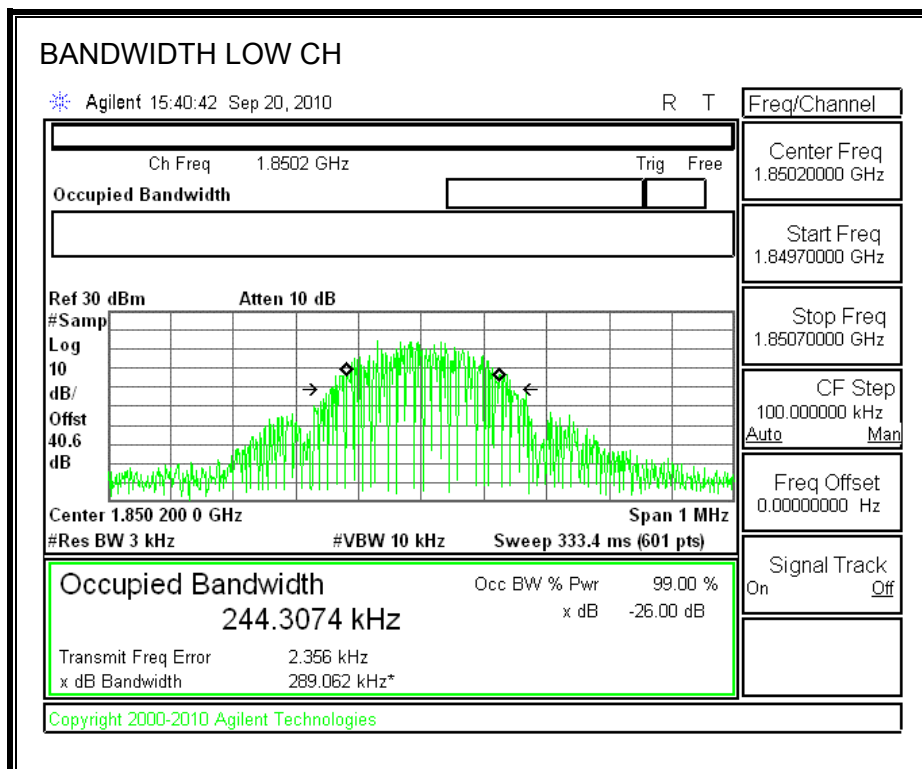 BANDWIDTH LOW CH
Agilent 15:40:42 Sep 20, 2010 R T
Freq/Channel
Ch Freq 1.8502 GHz Trig Free
Occupied Bandwidth
Center Freq
1.85020000 GHz
Start Freq
1.84970000 GHz
Stop Freq
1.85070000 GHz
CF Step
100.000000 kHz
Auto Man
Freq Offset
0.00000000 Hz
Signal Track
On Off
Ref 30 dBm Atten 10 dB
#Samp
Log
10
dB/
Offst
40.6
dB
Center 1.850 200 0 GHz Span 1 MHz
#Res BW 3 kHz #VBW 10 kHz Sweep 333.4 ms (601 pts)
Occupied Bandwidth Occ BW % Pwr 99.00 %
244.3074 kHz x dB -26.00 dB
Transmit Freq Error 2.356 kHz
x dB Bandwidth 289.062 kHz*
Copyright 2000-2010 Agilent Technologies